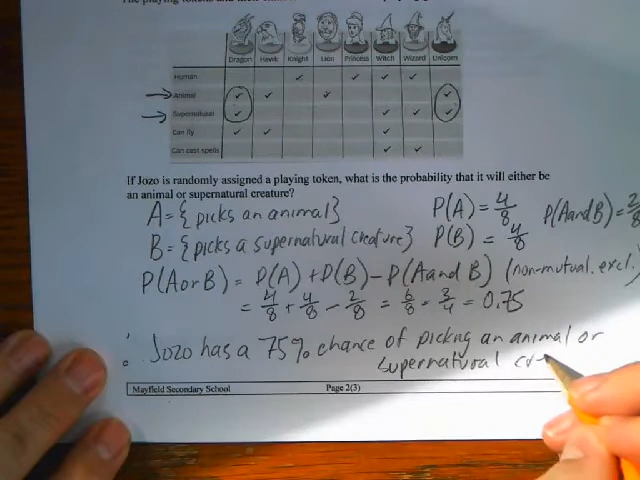 Dragon Hawk Knight Lion Princess Witch Wizard Unicorn
Human ✓ ✓ ✓ ✓
Animal ✓ ✓ ✓ ✓
Supernatural ✓ ✓ ✓ ✓
Can fly ✓ ✓ ✓
Can cast spells ✓ ✓
If Jozo is randomly assigned a playing token, what is the probability that it will either be
an animal or supernatural creature?
A = { picks an animal } P(A) = 4/8 P(A and B) = 2/8
B = { picks a supernatural creature } P(B) = 4/8
P(A or B) = P(A) + P(B) - P(A and B) (non-mutual. excl.)
= 4/8 + 4/8 - 2/8 = 6/8 = 3/4 = 0.75
∴ Jozo has a 75% chance of picking an animal or
supernatural cre
Mayfield Secondary School Page 2(3)